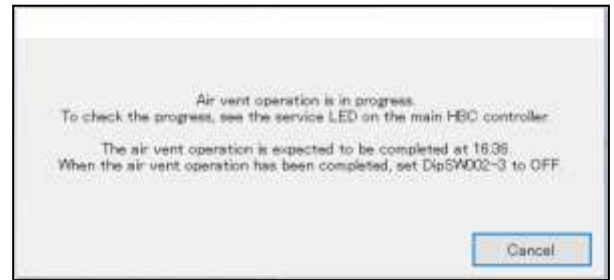 Air vent operation is in progress.
To check the progress, see the service LED on the main HBC controller.
The air vent operation is expected to be completed at 16:36.
When the air vent operation has been completed, set DipSW002-3 to OFF.
Cancel